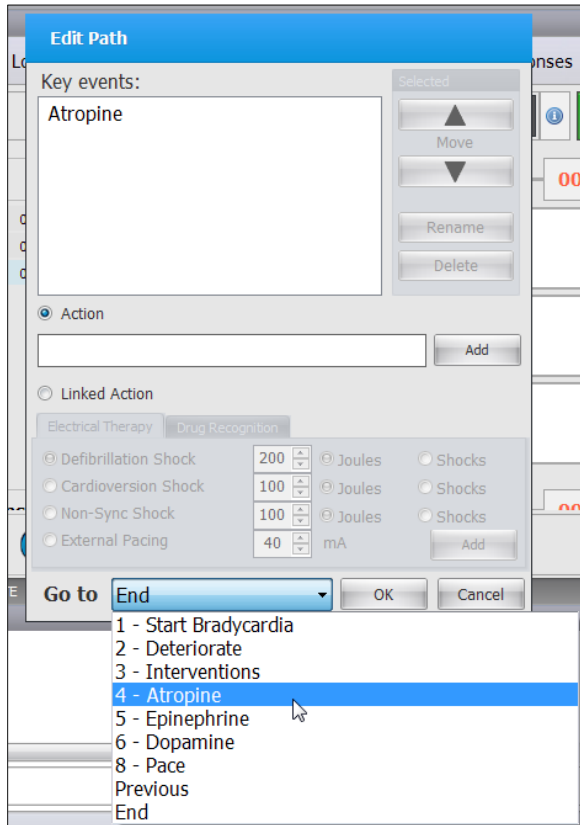 Edit Path
Key events:
Selected
Atropine
Move
Rename
Delete
Action
Add
Linked Action
Electrical Therapy Drug Recognition
Defibrillation Shock 200 Joules Shocks
Cardioversion Shock 100 Joules Shocks
Non-Sync Shock 100 Joules Shocks
External Pacing 40 mA Add
Go to End OK Cancel
1 - Start Bradycardia
2 - Deteriorate
3 - Interventions
4 - Atropine
5 - Epinephrine
6 - Dopamine
8 - Pace
Previous
End